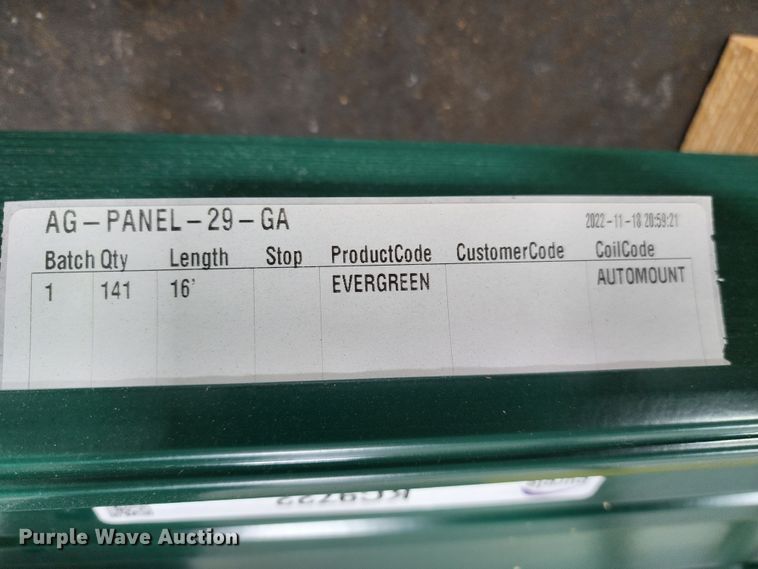 AG-PANEL-29-GA 2022-11-18 20:59:21
Batch Qty Length Stop ProductCode CustomerCode CoilCode
1 141 16' EVERGREEN AUTOMOUNT
KC9722
Purple Wave Auction